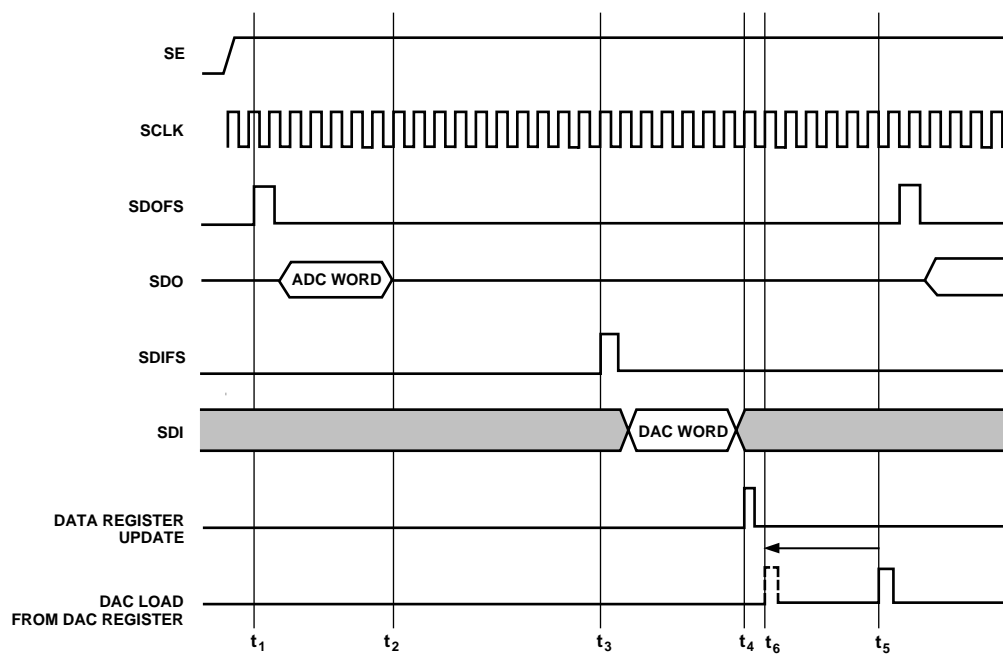 SE
SCLK
SDOFS
SDO
ADC WORD
SDIFS
SDI
DAC WORD
DATA REGISTER
UPDATE
DAC LOAD
FROM DAC REGISTER
t1 t2 t3 t4 t6 t5